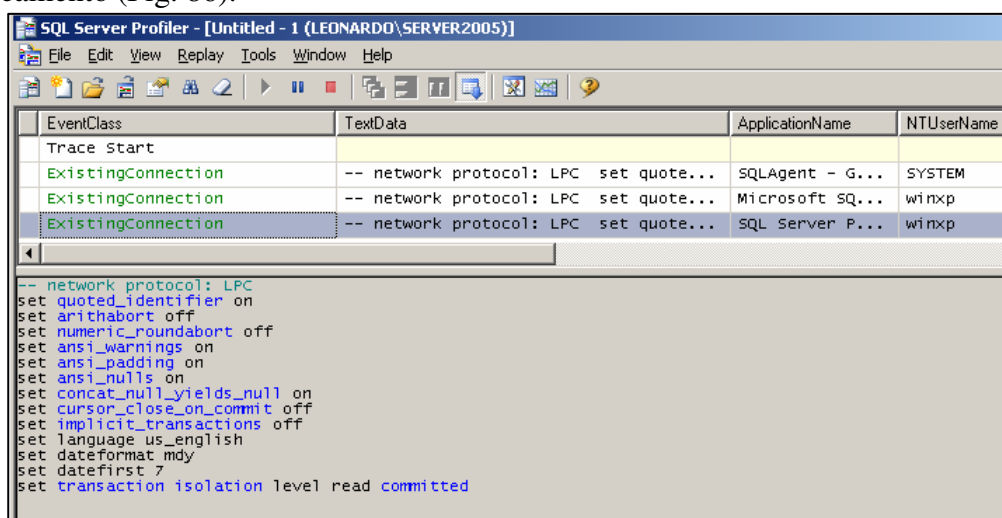 camento (Fig. 80).
SQL Server Profiler - [Untitled - 1 (LEONARDO\SERVER2005)]
File Edit View Replay Tools Window Help
EventClass TextData ApplicationName NTUserName
Trace Start
ExistingConnection -- network protocol: LPC set quote... SQLAgent - G... SYSTEM
ExistingConnection -- network protocol: LPC set quote... Microsoft SQ... winxp
ExistingConnection -- network protocol: LPC set quote... SQL Server P... winxp
-- network protocol: LPC
set quoted_identifier on
set arithabort off
set numeric_roundabort off
set ansi_warnings on
set ansi_padding on
set ansi_nulls on
set concat_null_yields_null on
set cursor_close_on_commit off
set implicit_transactions off
set language us_english
set dateformat mdy
set datefirst 7
set transaction isolation level read committed